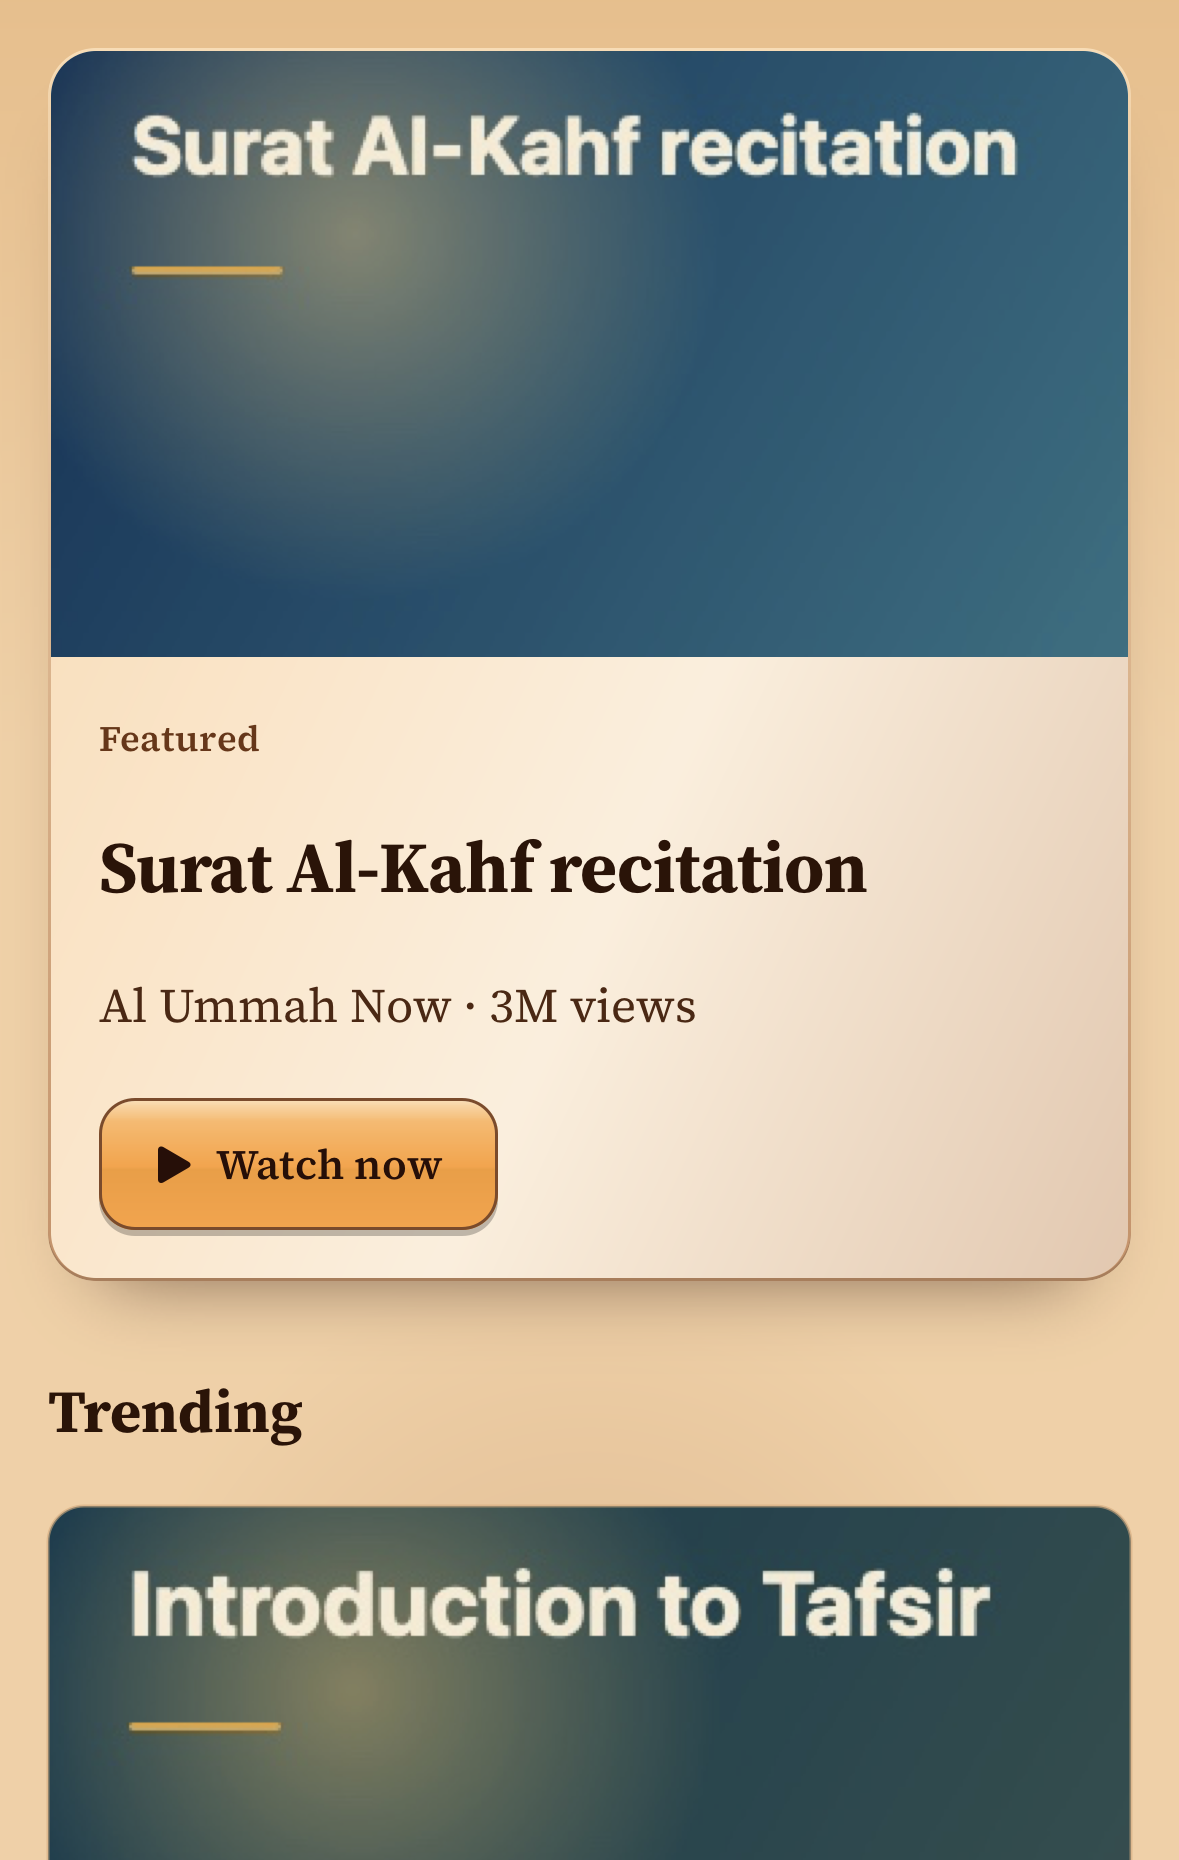 Surat Al-Kahf recitation
Featured
Surat Al-Kahf recitation
Al Ummah Now · 3M views
Watch now
Trending
Introduction to Tafsir